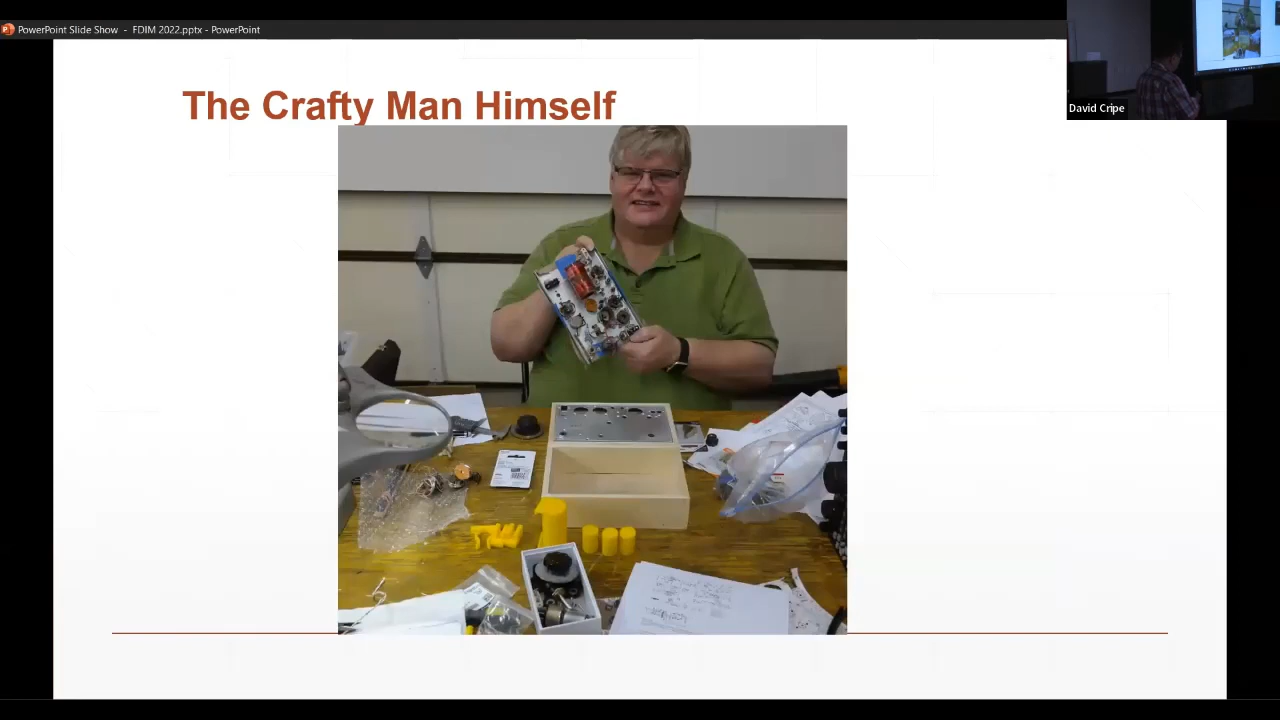 PowerPoint Slide Show - FDIM 2022.pptx - PowerPoint
The Crafty Man Himself
David Cripe